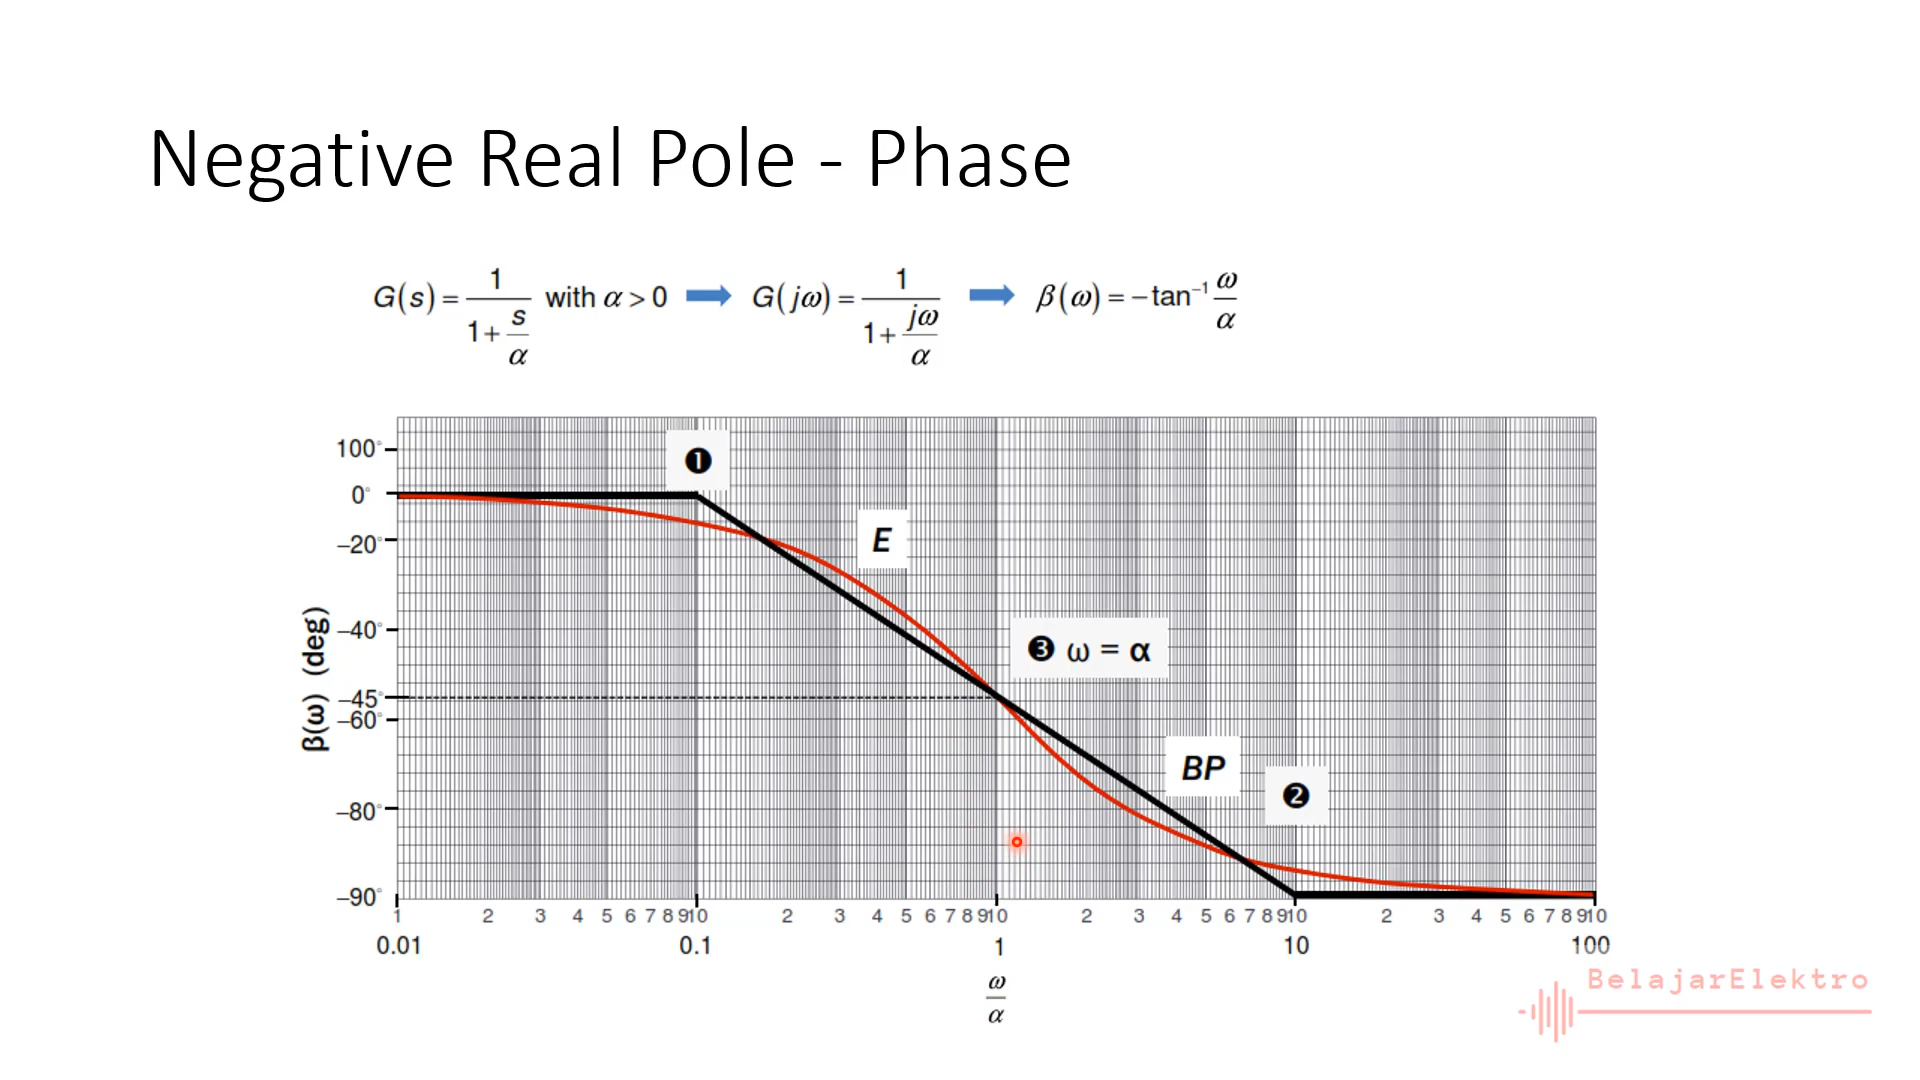 Negative Real Pole - Phase
G(s) = 1 / (1 + s/α) with α > 0 ➡ G(jω) = 1 / (1 + jω/α) ➡ β(ω) = −tan⁻¹ ω/α
100°
0°
−20°
−40°
−45°
−60°
−80°
−90°
β(ω) (deg)
❶
E
❸ ω = α
BP
❷
1 2 3 4 5 6 7 8 9 10 2 3 4 5 6 7 8 9 10 2 3 4 5 6 7 8 9 10 2 3 4 5 6 7 8 9 10
0.01 0.1 1 10 100
ω/α
BelajarElektro